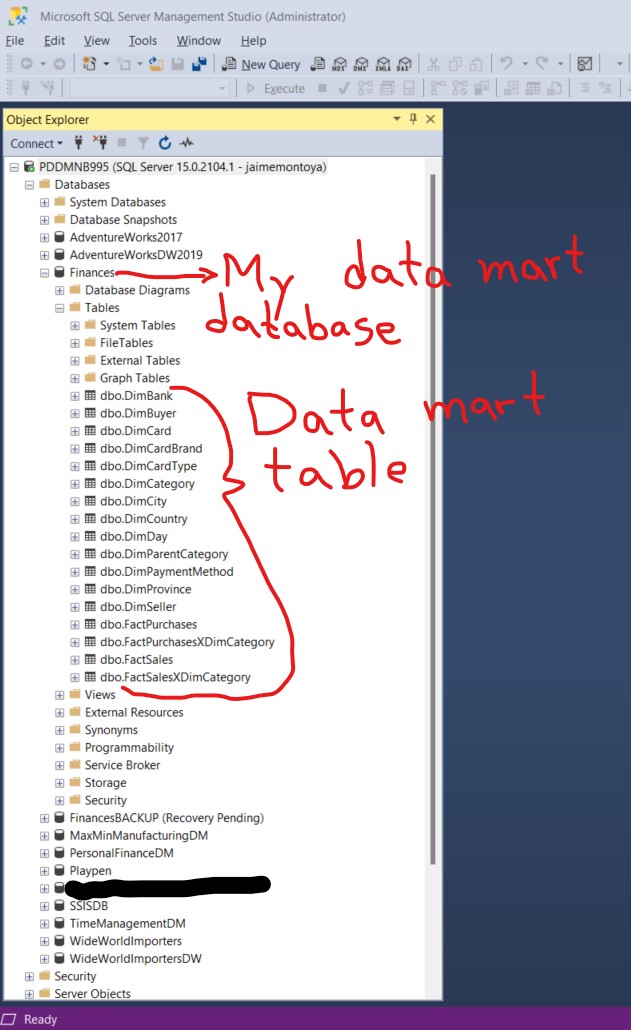 Microsoft SQL Server Management Studio (Administrator)
File Edit View Tools Window Help
New Query MDX DMX XMLA DAX
Execute
Object Explorer
Connect
PDDMNB995 (SQL Server 15.0.2104.1 - jaimemontoya)
Databases
System Databases
Database Snapshots
AdventureWorks2017
AdventureWorksDW2019
Finances
My data mart
database
Database Diagrams
Tables
System Tables
FileTables
External Tables
Graph Tables
dbo.DimBank
dbo.DimBuyer
dbo.DimCard
dbo.DimCardBrand
dbo.DimCardType
dbo.DimCategory
dbo.DimCity
dbo.DimCountry
dbo.DimDay
dbo.DimParentCategory
dbo.DimPaymentMethod
dbo.DimProvince
dbo.DimSeller
dbo.FactPurchases
dbo.FactPurchasesXDimCategory
dbo.FactSales
dbo.FactSalesXDimCategory
Data mart
table
Views
External Resources
Synonyms
Programmability
Service Broker
Storage
Security
FinancesBACKUP (Recovery Pending)
MaxMinManufacturingDM
PersonalFinanceDM
Playpen
SSISDB
TimeManagementDM
WideWorldImporters
WideWorldImportersDW
Security
Server Objects
Ready